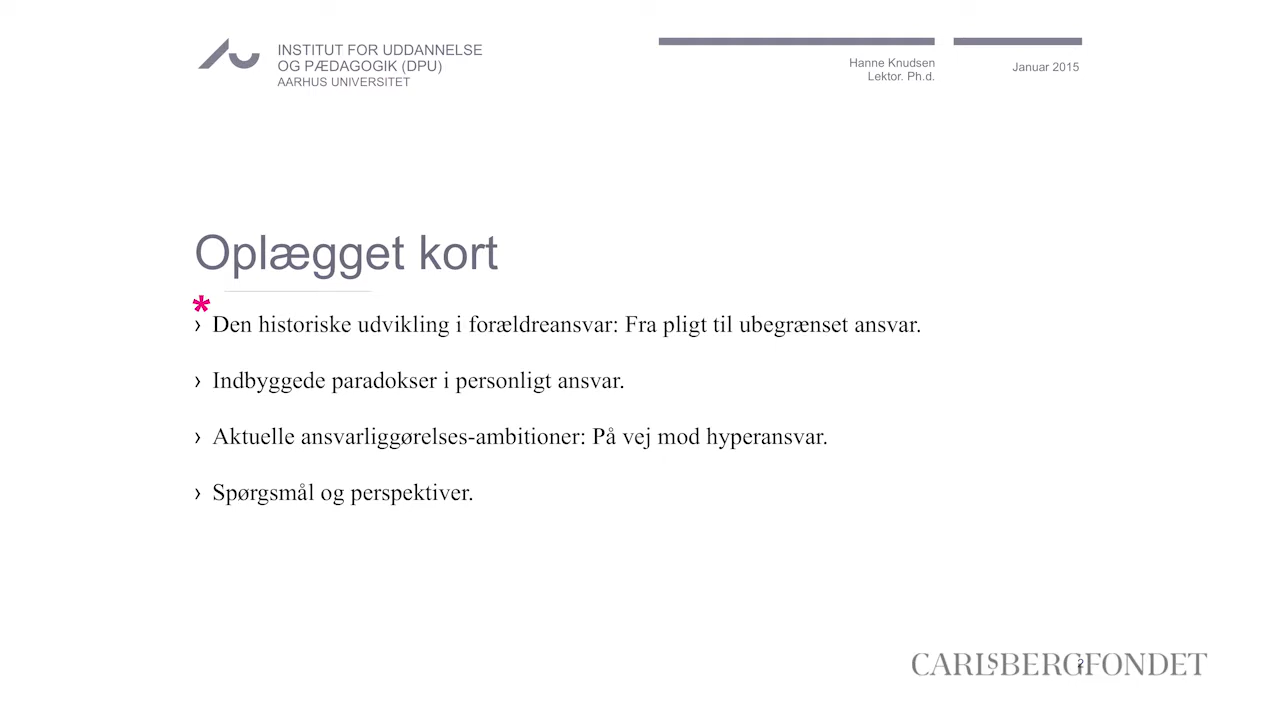 INSTITUT FOR UDDANNELSE
OG PÆDAGOGIK (DPU)
AARHUS UNIVERSITET
Hanne Knudsen
Lektor. Ph.d.
Januar 2015
Oplægget kort
*
› Den historiske udvikling i forældreansvar: Fra pligt til ubegrænset ansvar.
› Indbyggede paradokser i personligt ansvar.
› Aktuelle ansvarliggørelses-ambitioner: På vej mod hyperansvar.
› Spørgsmål og perspektiver.
CARLSBERGFONDET
2